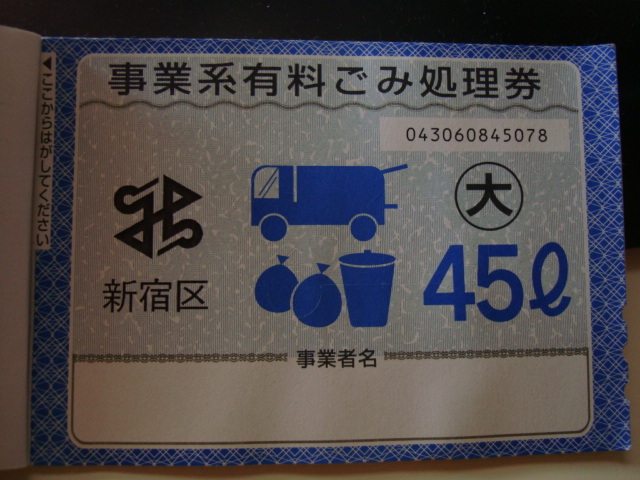 事業系有料ごみ処理券
◀ここからはがしてください
043060845078
大
45ℓ
新宿区
事業者名